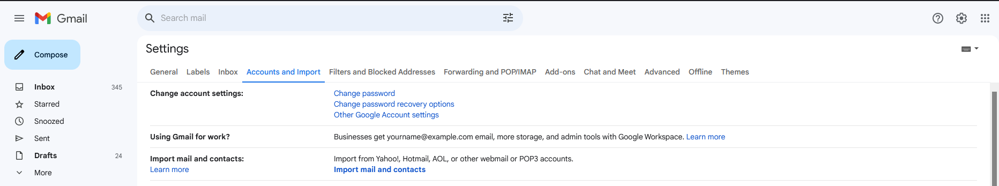 Gmail
Search mail
Compose
Inbox 345
Starred
Snoozed
Sent
Drafts 24
More
Settings
General Labels Inbox Accounts and Import Filters and Blocked Addresses Forwarding and POP/IMAP Add-ons Chat and Meet Advanced Offline Themes
Change account settings: Change password
Change password recovery options
Other Google Account settings
Using Gmail for work? Businesses get yourname@example.com email, more storage, and admin tools with Google Workspace. Learn more
Import mail and contacts: Import from Yahoo!, Hotmail, AOL, or other webmail or POP3 accounts.
Learn more Import mail and contacts